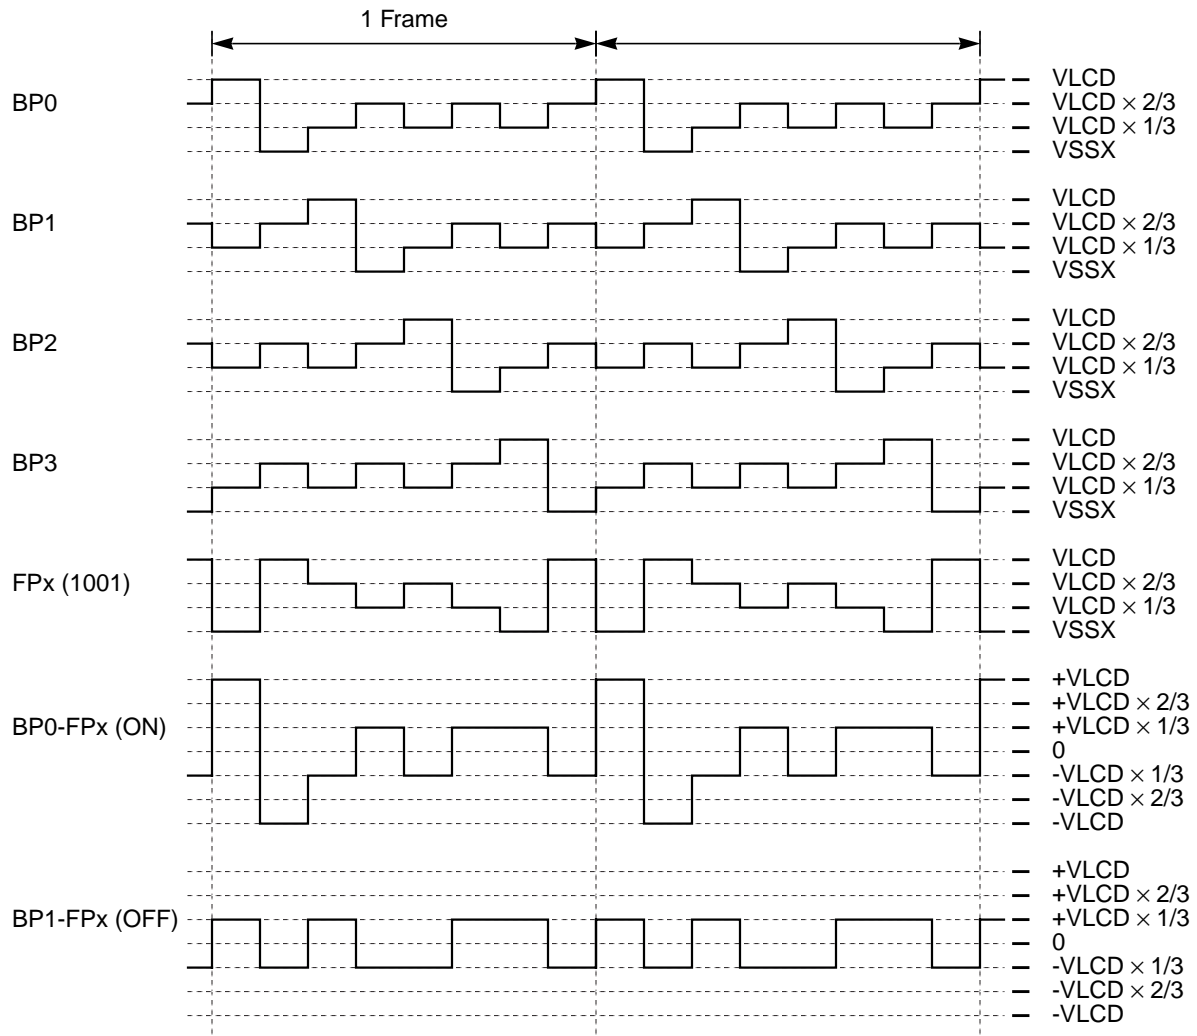 1 Frame
BP0
VLCD
VLCD × 2/3
VLCD × 1/3
VSSX
BP1
VLCD
VLCD × 2/3
VLCD × 1/3
VSSX
BP2
VLCD
VLCD × 2/3
VLCD × 1/3
VSSX
BP3
VLCD
VLCD × 2/3
VLCD × 1/3
VSSX
FPx (1001)
VLCD
VLCD × 2/3
VLCD × 1/3
VSSX
BP0-FPx (ON)
+VLCD
+VLCD × 2/3
+VLCD × 1/3
0
-VLCD × 1/3
-VLCD × 2/3
-VLCD
BP1-FPx (OFF)
+VLCD
+VLCD × 2/3
+VLCD × 1/3
0
-VLCD × 1/3
-VLCD × 2/3
-VLCD